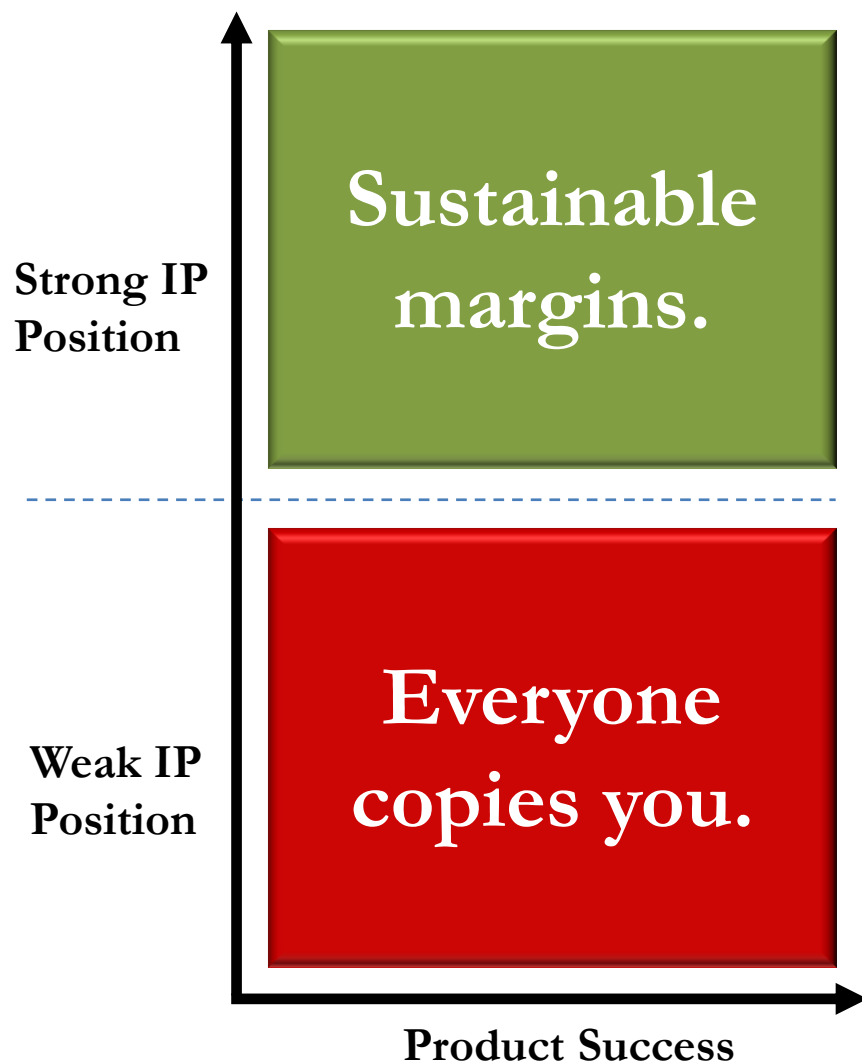 Sustainable
margins.
Strong IP
Position
Everyone
copies you.
Weak IP
Position
Product Success